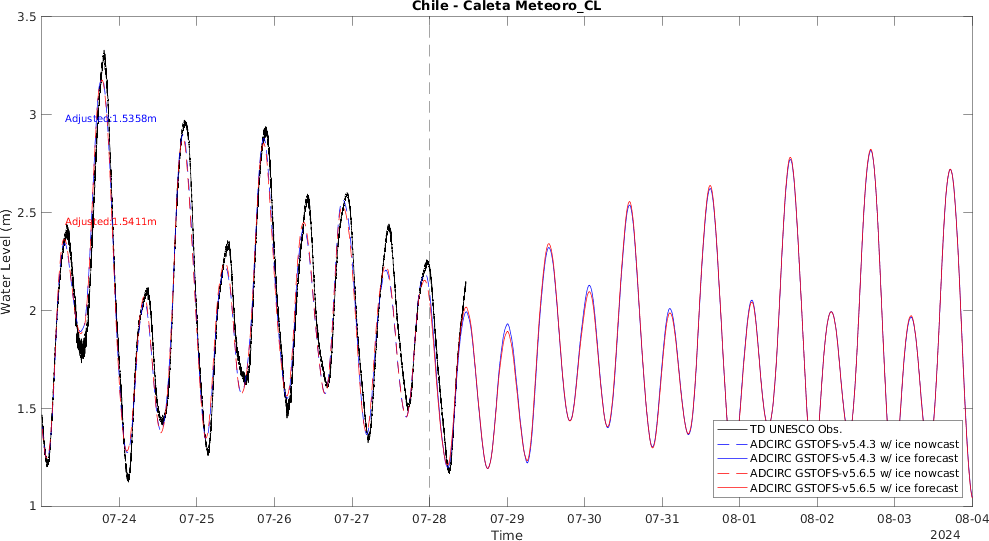 Chile - Caleta Meteoro_CL
3.5
3
2.5
2
1.5
1
Water Level (m)
Adjusted:1.5358m
Adjusted:1.5411m
TD UNESCO Obs.
ADCIRC GSTOFS-v5.4.3 w/ ice nowcast
ADCIRC GSTOFS-v5.4.3 w/ ice forecast
ADCIRC GSTOFS-v5.6.5 w/ ice nowcast
ADCIRC GSTOFS-v5.6.5 w/ ice forecast
07-24 07-25 07-26 07-27 07-28 07-29 07-30 07-31 08-01 08-02 08-03 08-04
Time
2024